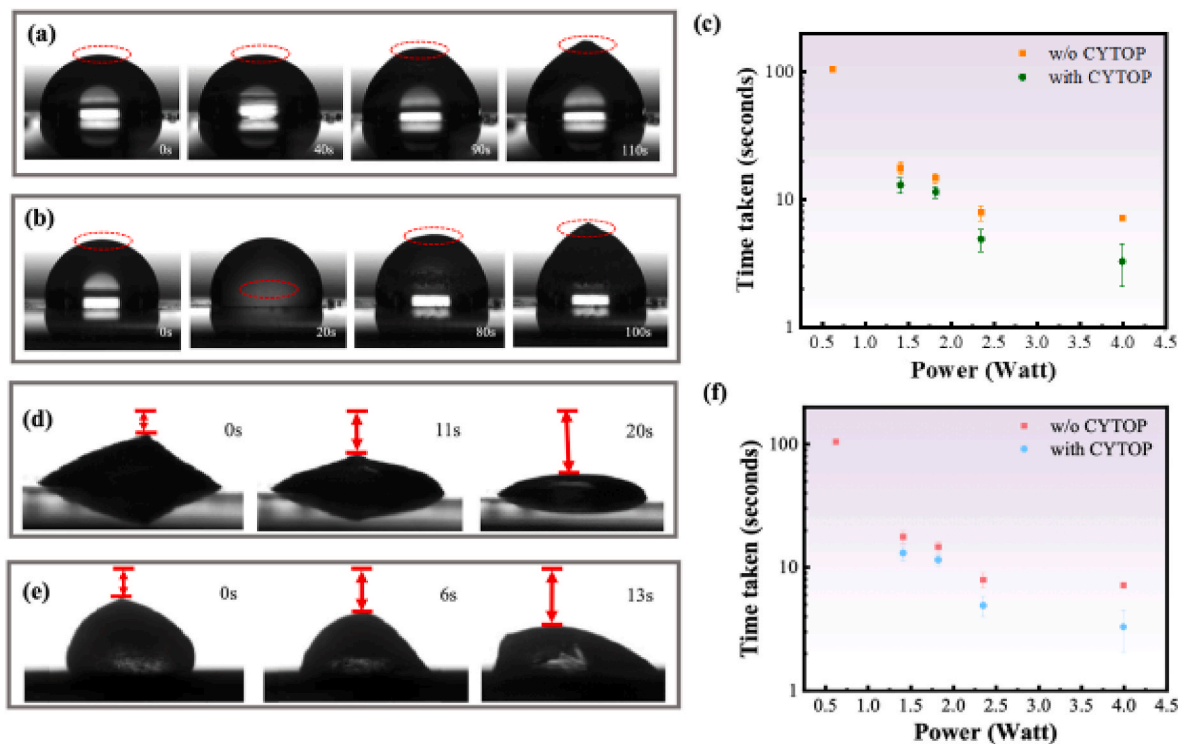 (a)
0s
40s
90s
110s
(b)
0s
20s
80s
100s
(c)
w/o CYTOP
with CYTOP
100
10
1
0.5 1.0 1.5 2.0 2.5 3.0 3.5 4.0 4.5
Time taken (seconds)
Power (Watt)
(d)
0s
11s
20s
(e)
0s
6s
13s
(f)
w/o CYTOP
with CYTOP
100
10
1
0.5 1.0 1.5 2.0 2.5 3.0 3.5 4.0 4.5
Time taken (seconds)
Power (Watt)